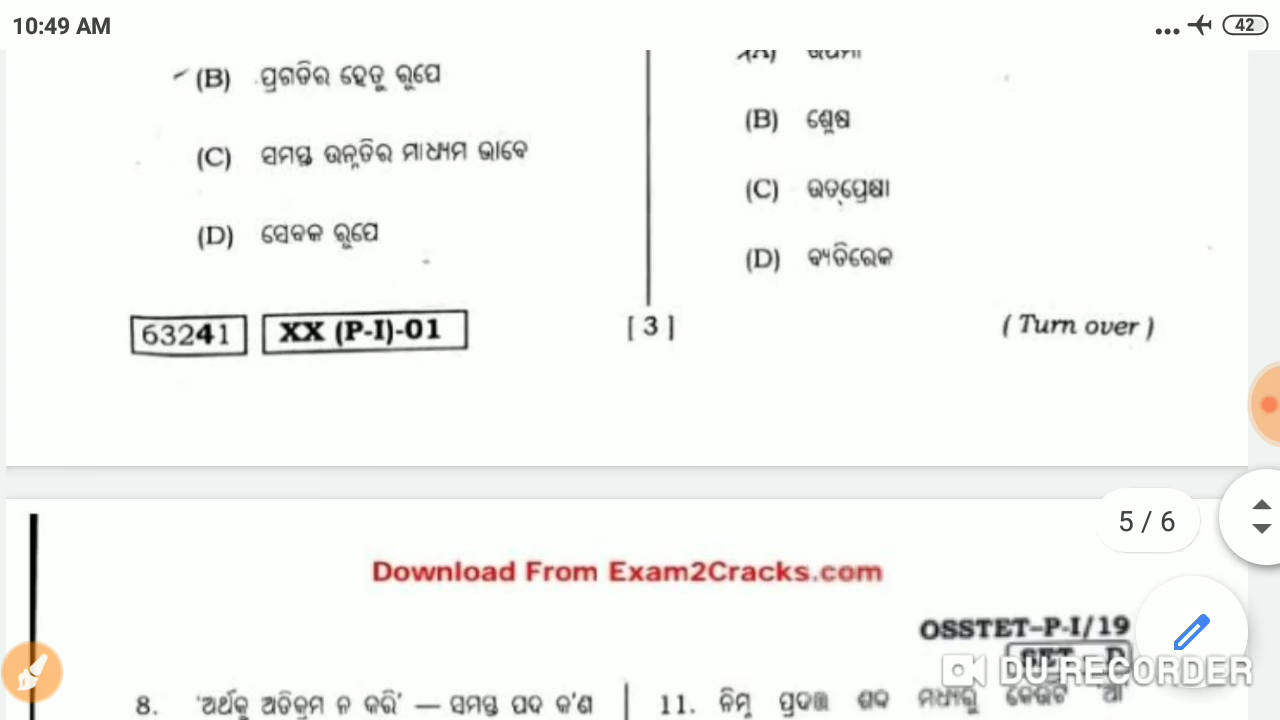 10:49 AM
42
(B) ପ୍ରଗତିର ହେତୁ ରୂପେ
(C) ସମସ୍ତ ଉନ୍ନତିର ମାଧ୍ୟମ ଭାବେ
(D) ସେବକ ରୂପେ
(A) ଉପମା
(B) ଶ୍ଳେଷ
(C) ଉତ୍‌ପ୍ରେକ୍ଷା
(D) ବ୍ୟତିରେକ
63241 XX (P-I)-01
[ 3 ]
( Turn over )
5 / 6
Download From Exam2Cracks.com
OSSTET-P-I/19
SET – D
DU RECORDER
8. 'ଅର୍ଥକୁ ଅତିକ୍ରମ ନ କରି' — ସମସ୍ତ ପଦ କ'ଣ
11. ନିମ୍ନ ପ୍ରଦତ୍ତ ଶବ୍ଦ ମଧ୍ୟରୁ କେଉଁଟି 'ଆ'